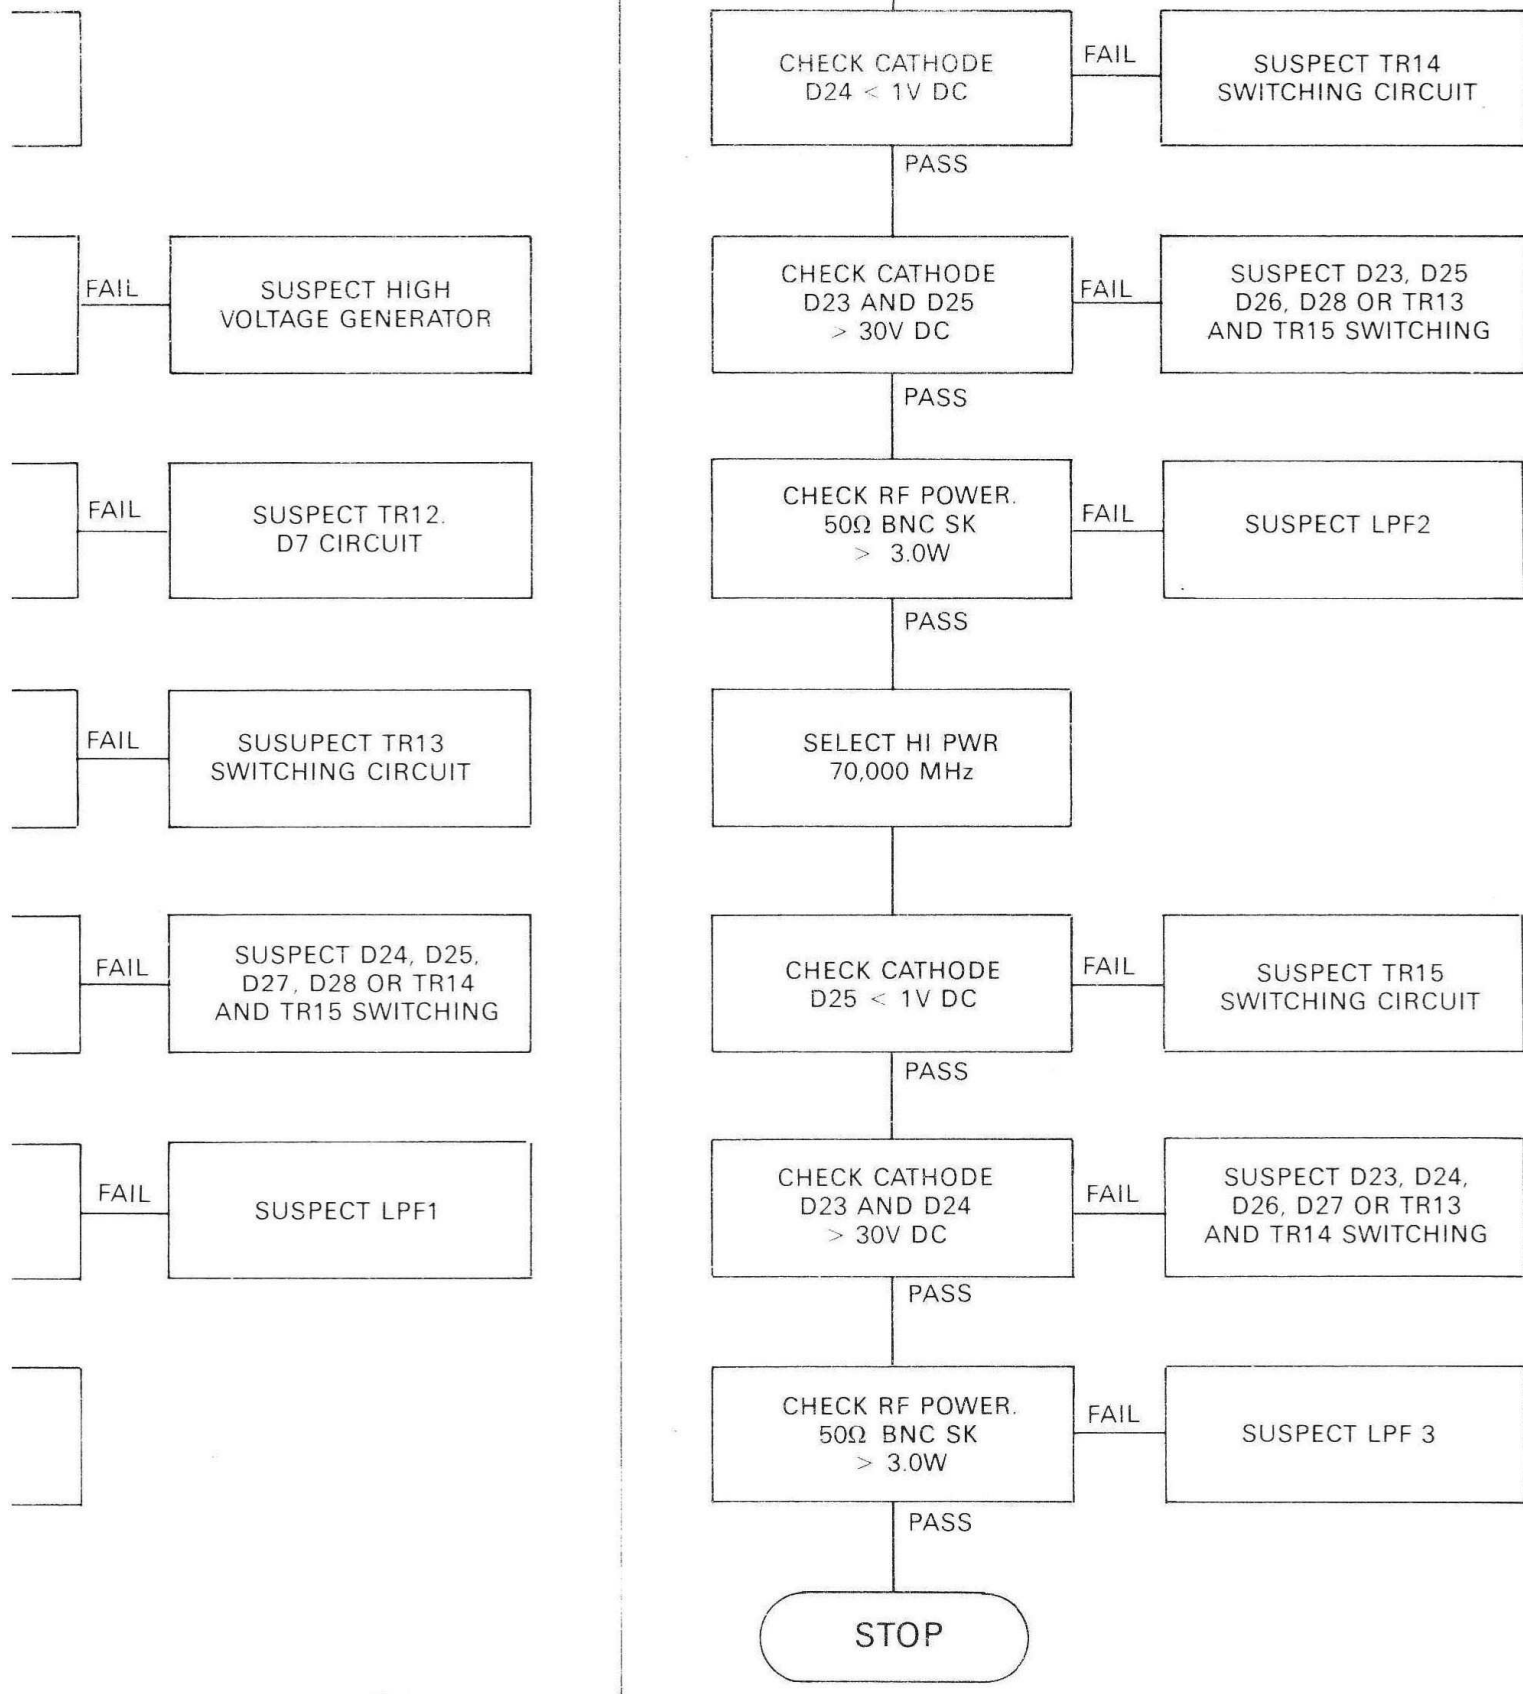 FAIL
SUSPECT HIGH
VOLTAGE GENERATOR
FAIL
SUSPECT TR12.
D7 CIRCUIT
FAIL
SUSUPECT TR13
SWITCHING CIRCUIT
FAIL
SUSPECT D24, D25,
D27, D28 OR TR14
AND TR15 SWITCHING
FAIL
SUSPECT LPF1
CHECK CATHODE
D24 < 1V DC
FAIL
SUSPECT TR14
SWITCHING CIRCUIT
PASS
CHECK CATHODE
D23 AND D25
> 30V DC
FAIL
SUSPECT D23, D25
D26, D28 OR TR13
AND TR15 SWITCHING
PASS
CHECK RF POWER.
50Ω BNC SK
> 3.0W
FAIL
SUSPECT LPF2
PASS
SELECT HI PWR
70,000 MHz
CHECK CATHODE
D25 < 1V DC
FAIL
SUSPECT TR15
SWITCHING CIRCUIT
PASS
CHECK CATHODE
D23 AND D24
> 30V DC
FAIL
SUSPECT D23, D24,
D26, D27 OR TR13
AND TR14 SWITCHING
PASS
CHECK RF POWER.
50Ω BNC SK
> 3.0W
FAIL
SUSPECT LPF 3
PASS
STOP